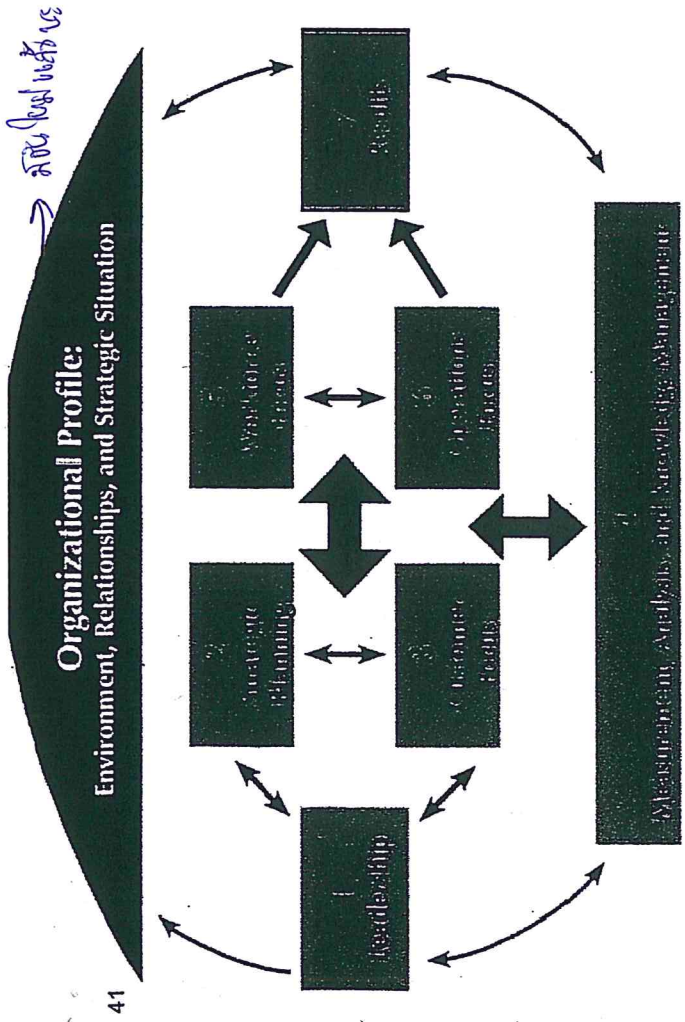 Organizational Profile:
Environment, Relationships, and Strategic Situation
2
Strategic
Planning
5
Workforce
Focus
1
Leadership
7
Results
3
Customer
Focus
6
Operations
Focus
4
Measurement, Analysis, and Knowledge Management
41